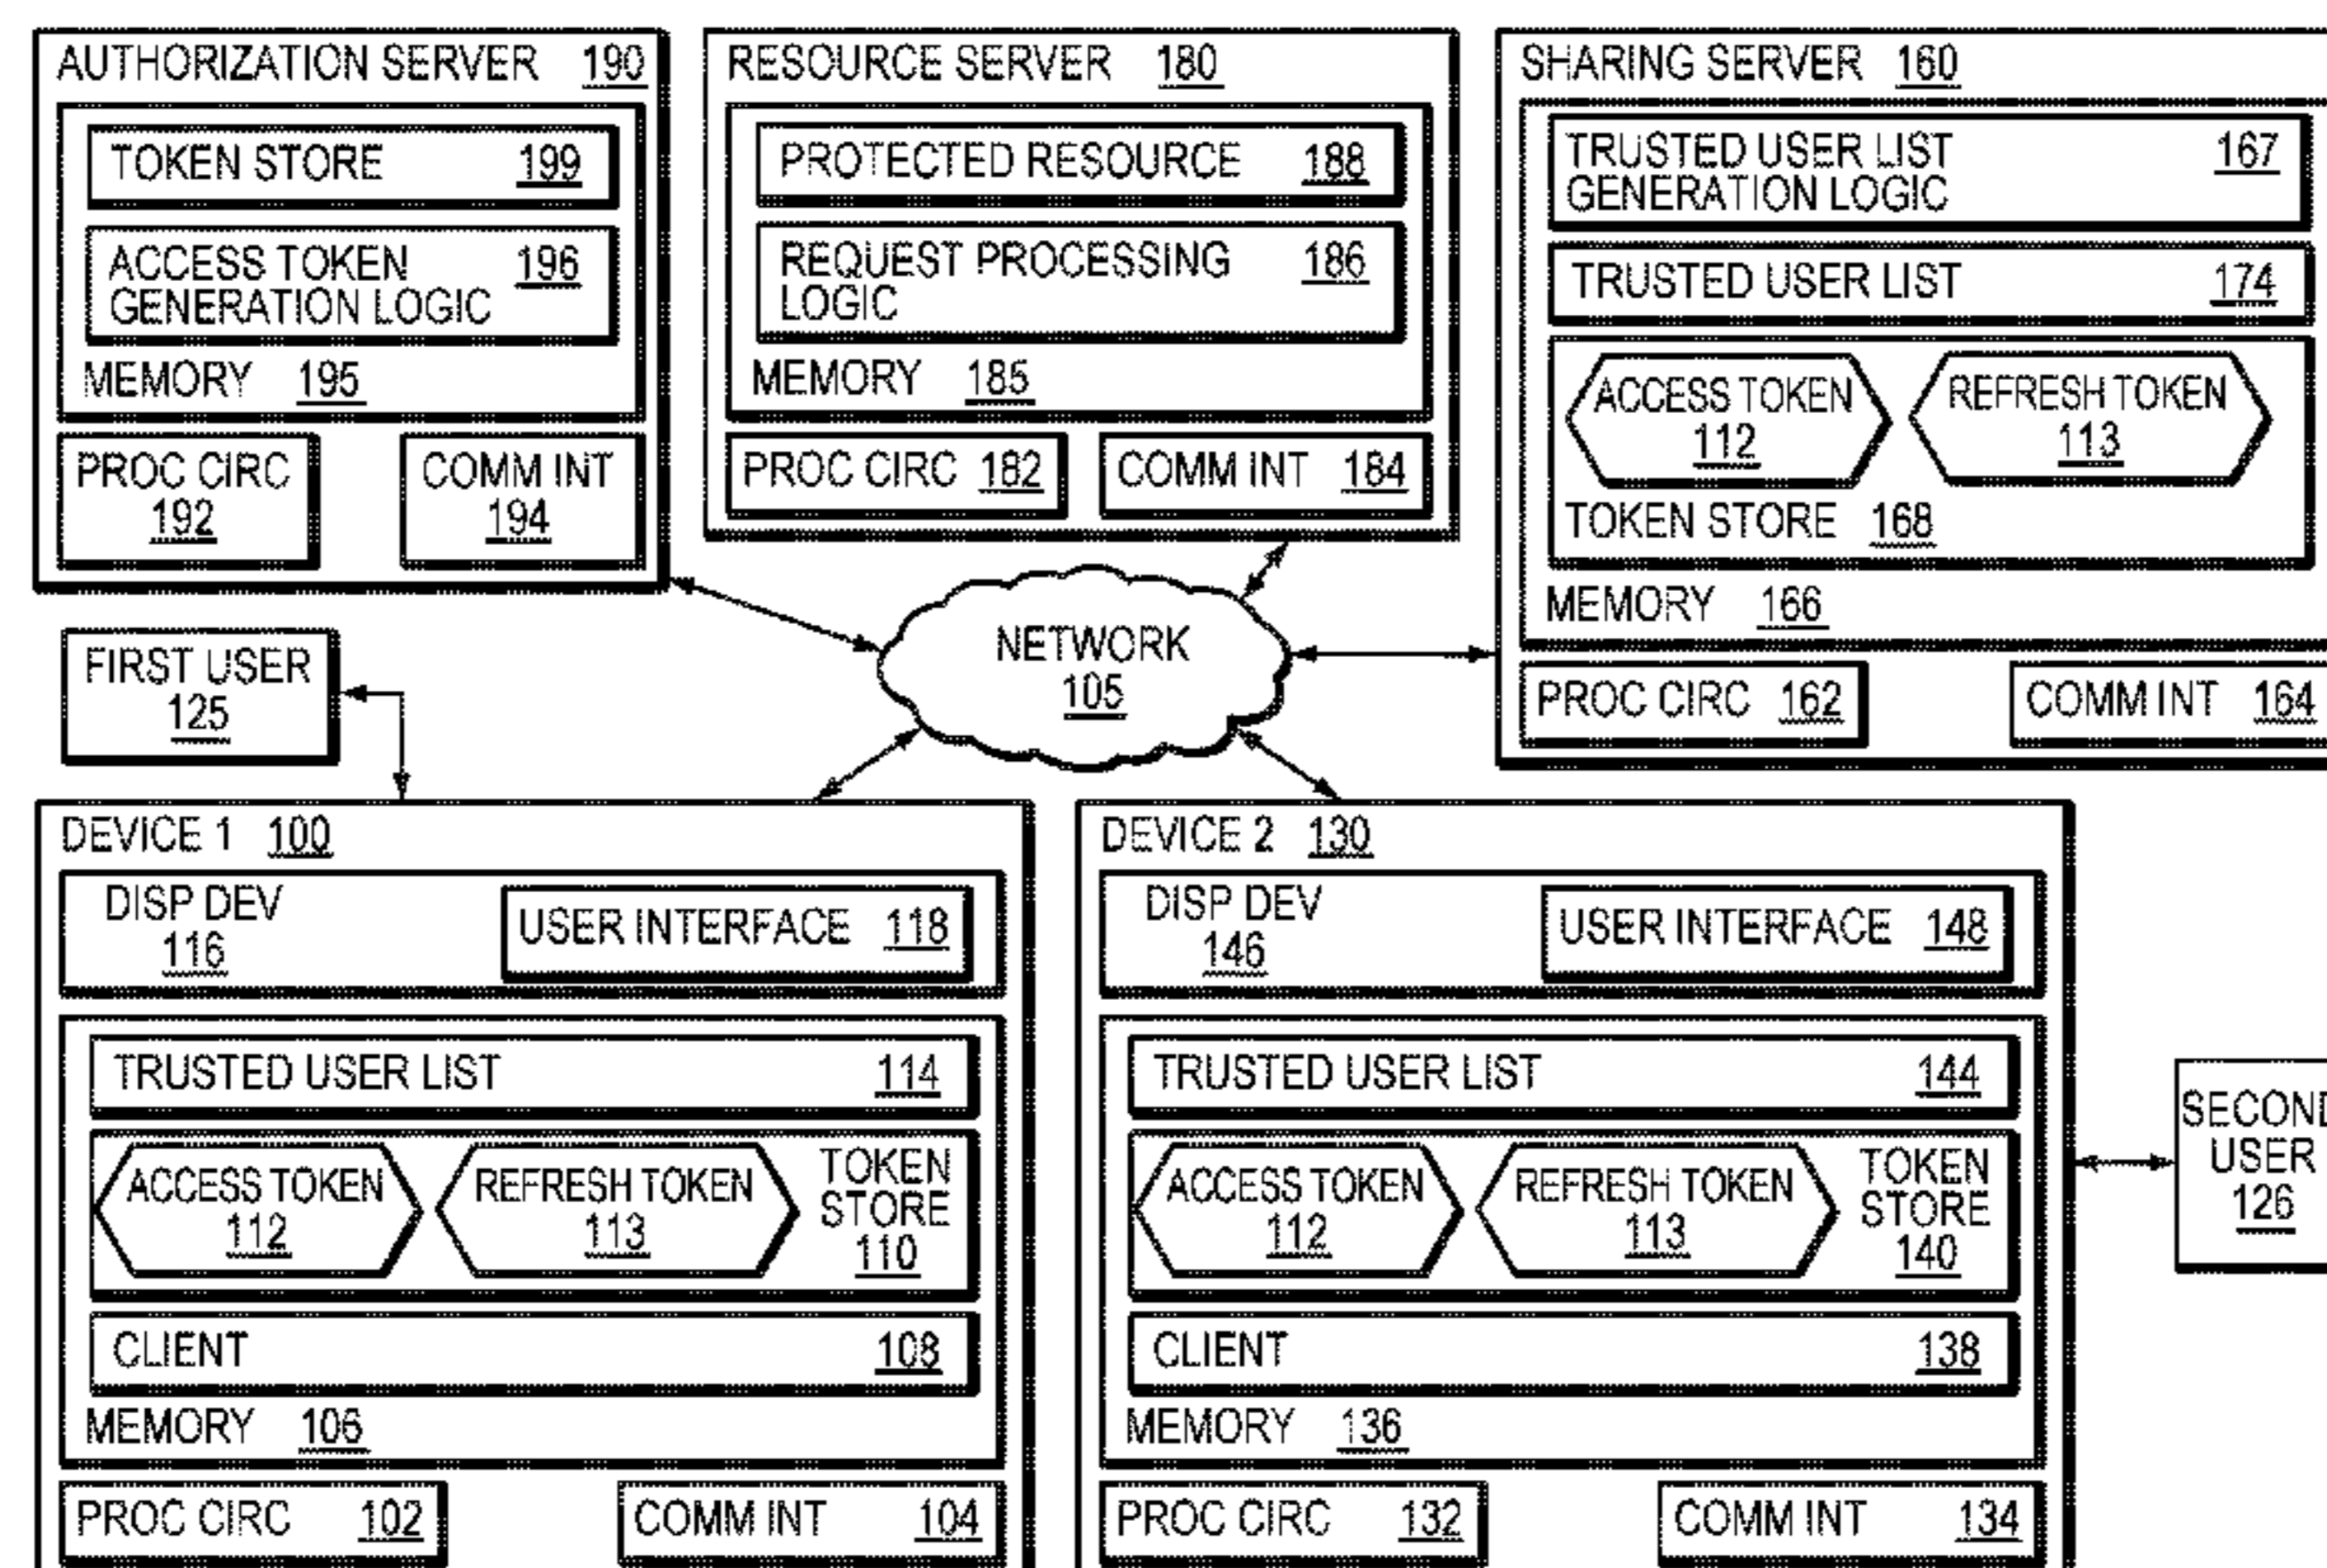 AUTHORIZATION SERVER 190
TOKEN STORE 199
ACCESS TOKEN 196
GENERATION LOGIC
MEMORY 195
PROC CIRC
192
COMM INT
194
RESOURCE SERVER 180
PROTECTED RESOURCE 188
REQUEST PROCESSING 186
LOGIC
MEMORY 185
PROC CIRC 182
COMM INT 184
SHARING SERVER 160
TRUSTED USER LIST 167
GENERATION LOGIC
TRUSTED USER LIST 174
ACCESS TOKEN
112
REFRESH TOKEN
113
TOKEN STORE 168
MEMORY 166
PROC CIRC 162
COMM INT 164
NETWORK
105
FIRST USER
125
DEVICE 1 100
DISP DEV
116
USER INTERFACE 118
TRUSTED USER LIST 114
ACCESS TOKEN
112
REFRESH TOKEN
113
TOKEN
STORE
110
CLIENT 108
MEMORY 106
PROC CIRC 102
COMM INT 104
DEVICE 2 130
DISP DEV
146
USER INTERFACE 148
TRUSTED USER LIST 144
ACCESS TOKEN
112
REFRESH TOKEN
113
TOKEN
STORE
140
CLIENT 138
MEMORY 136
PROC CIRC 132
COMM INT 134
SECOND
USER
126